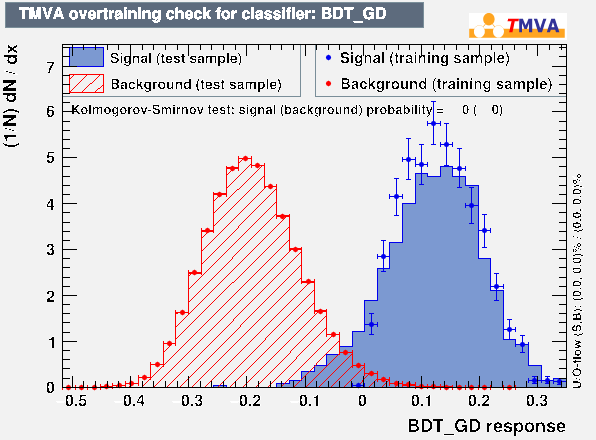 TMVA overtraining check for classifier: BDT_GD
TMVA
Signal (test sample)
Background (test sample)
Signal (training sample)
Background (training sample)
Kolmogorov-Smirnov test: signal (background) probability = 0 ( 0)
(1/N) dN / dx
7
6
5
4
3
2
1
0
-0.5 -0.4 -0.3 -0.2 -0.1 0 0.1 0.2 0.3
BDT_GD response
U/O-flow (S,B): (0.0, 0.0)% / (0.0, 0.0)%